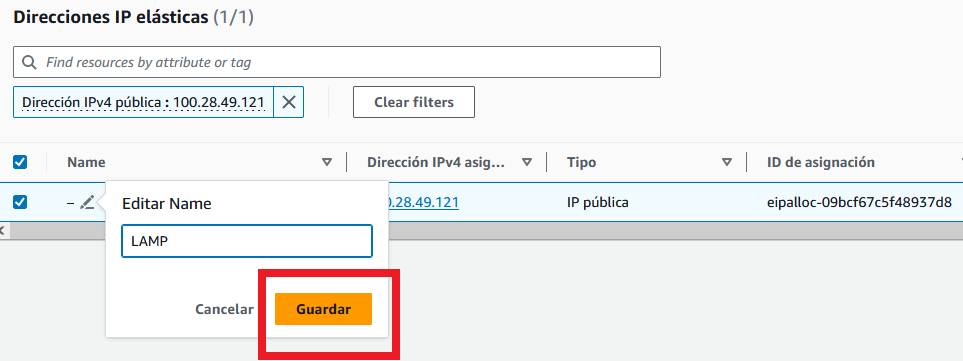 Direcciones IP elásticas (1/1)
Find resources by attribute or tag
Dirección IPv4 pública : 100.28.49.121
Clear filters
Name Dirección IPv4 asig... Tipo ID de asignación
– 0.28.49.121 IP pública eipalloc-09bcf67c5f48937d8
Editar Name
LAMP
Cancelar Guardar